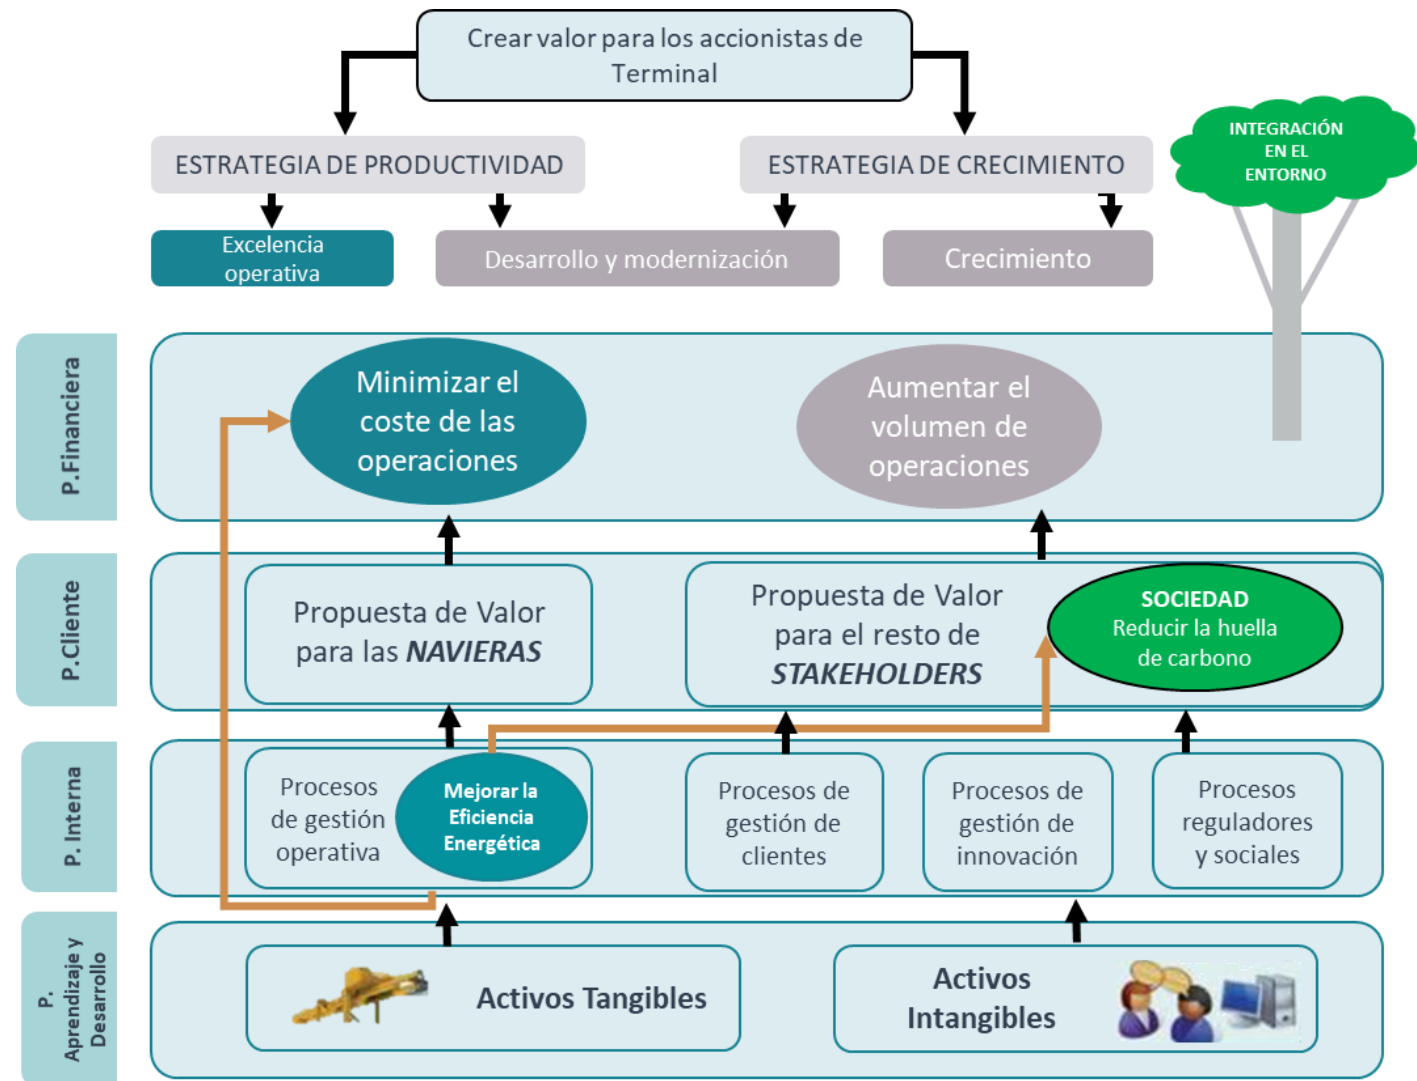 Crear valor para los accionistas de
Terminal
ESTRATEGIA DE PRODUCTIVIDAD
ESTRATEGIA DE CRECIMIENTO
INTEGRACIÓN
EN EL
ENTORNO
Excelencia
operativa
Desarrollo y modernización
Crecimiento
P.Financiera
Minimizar el
coste de las
operaciones
Aumentar el
volumen de
operaciones
P.Cliente
Propuesta de Valor
para las NAVIERAS
Propuesta de Valor
para el resto de
STAKEHOLDERS
SOCIEDAD
Reducir la huella
de carbono
P. Interna
Procesos
de gestión
operativa
Mejorar la
Eficiencia
Energética
Procesos de
gestión de
clientes
Procesos de
gestión de
innovación
Procesos
reguladores
y sociales
P.
Aprendizaje y
Desarrollo
Activos Tangibles
Activos
Intangibles